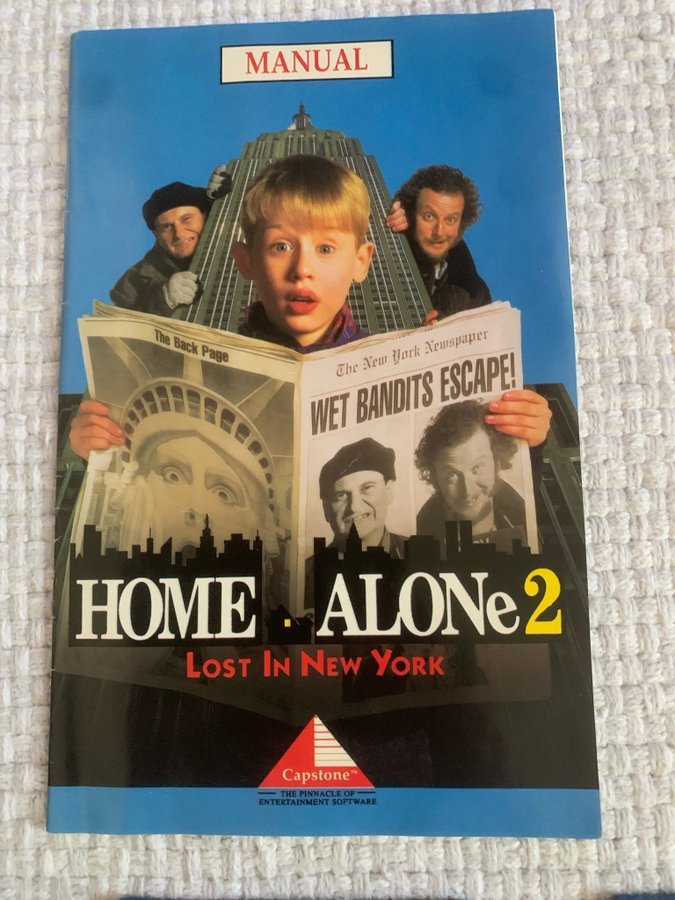 MANUAL
The Back Page
The New York Newspaper
WET BANDITS ESCAPE!
HOME ALONe 2
LOST IN NEW YORK
Capstone™
THE PINNACLE OF
ENTERTAINMENT SOFTWARE